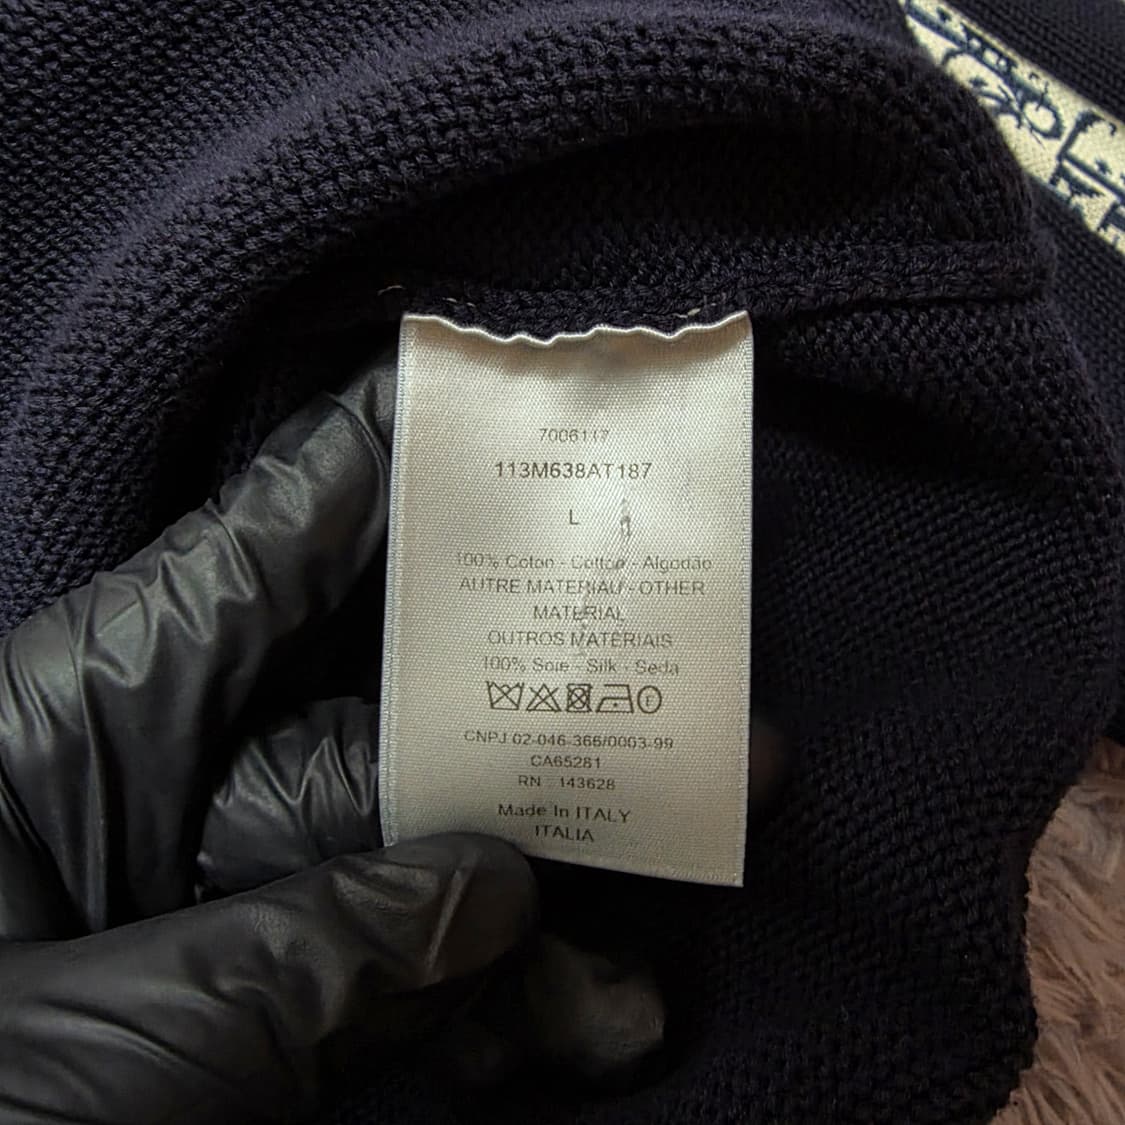 7006117
113M638AT187
L
100% Coton - Cotton - Algodão
AUTRE MATERIAU - OTHER
MATERIAL
OUTROS MATERIAIS
100% Soie - Silk - Seda
CNPJ 02-046-366/0003-99
CA65281
RN : 143628
Made In ITALY
ITALIA